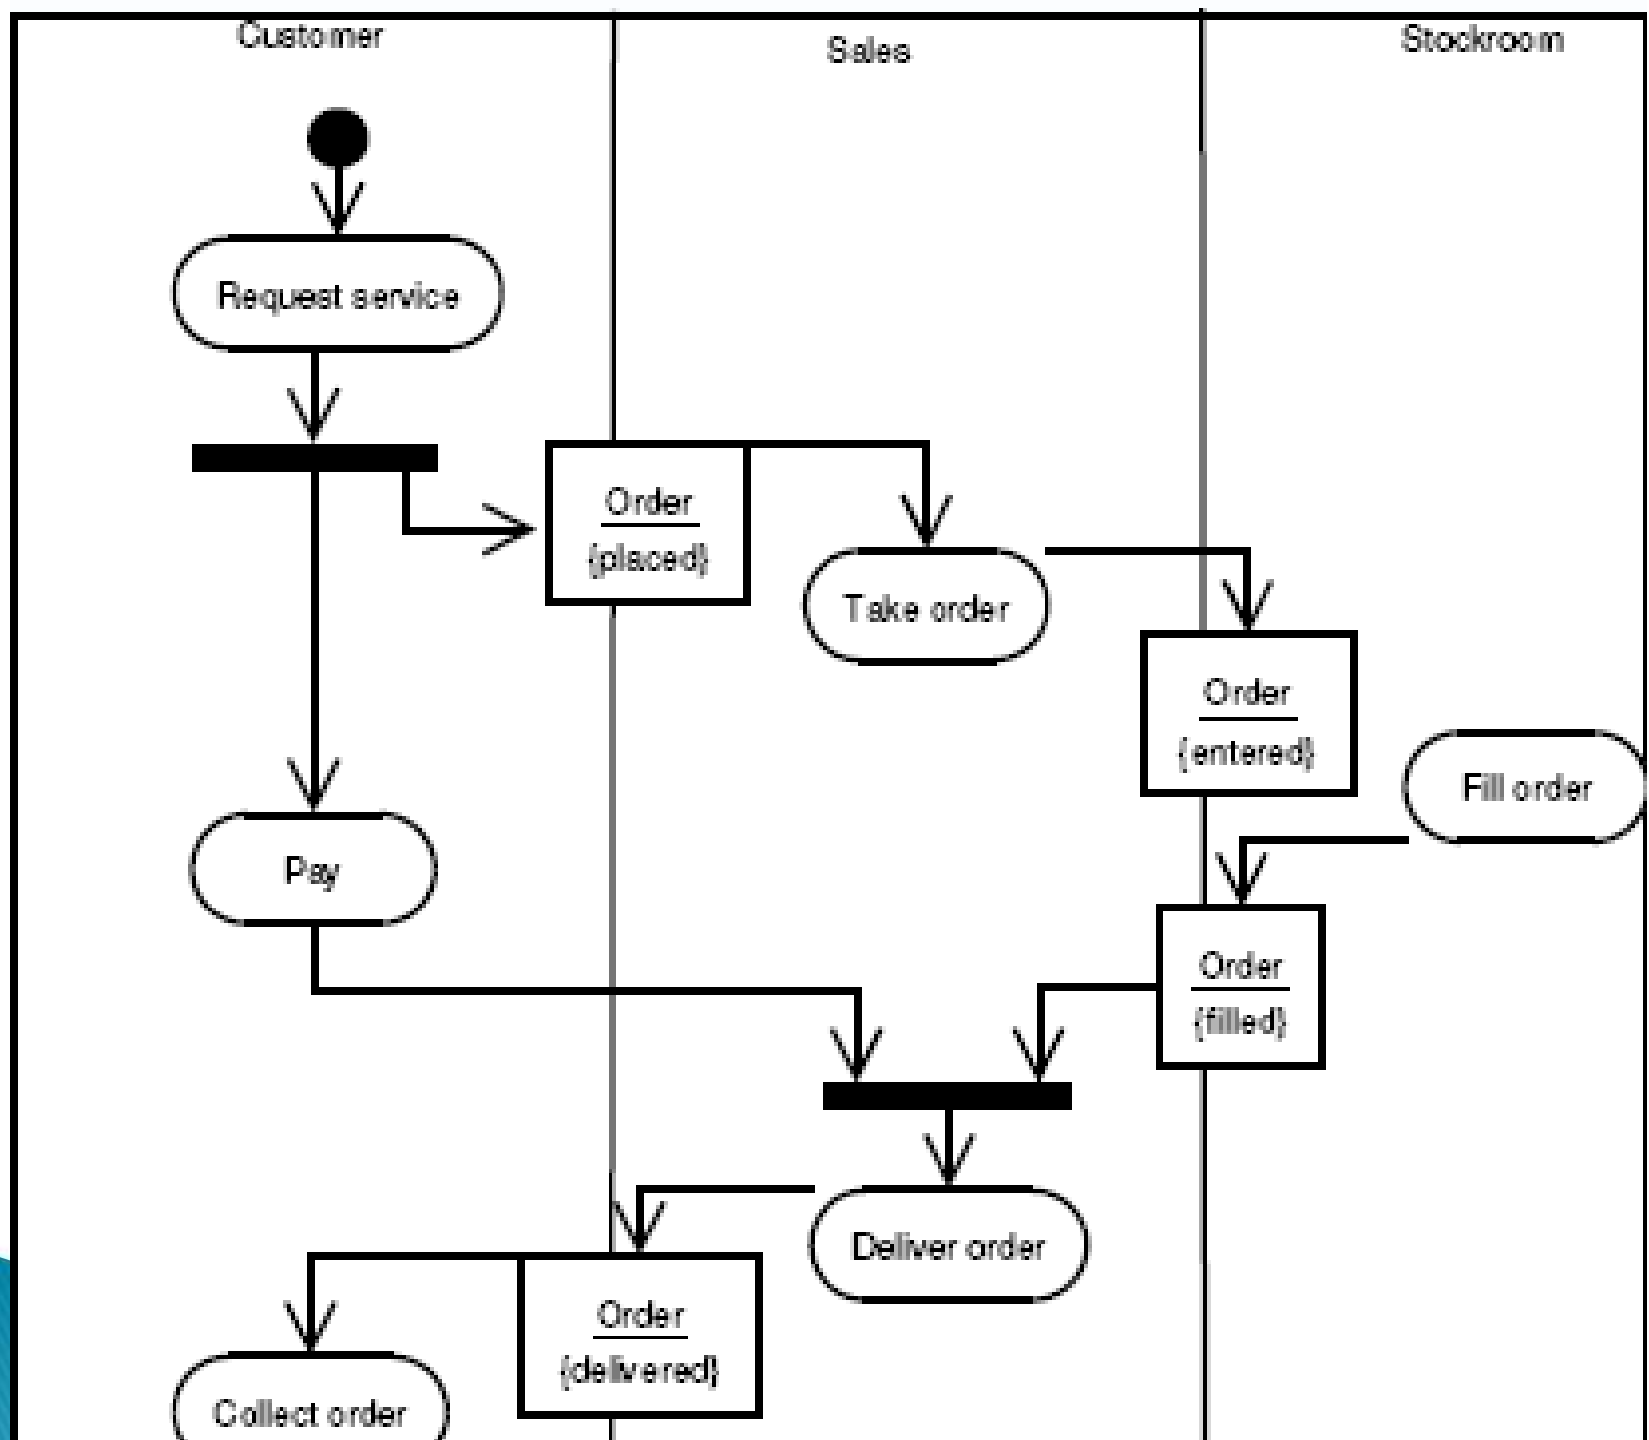 Customer
Sales
Stockroom
Request service
Order
{placed}
Take order
Order
{entered}
Fill order
Pay
Order
{filled}
Deliver order
Order
{delivered}
Collect order